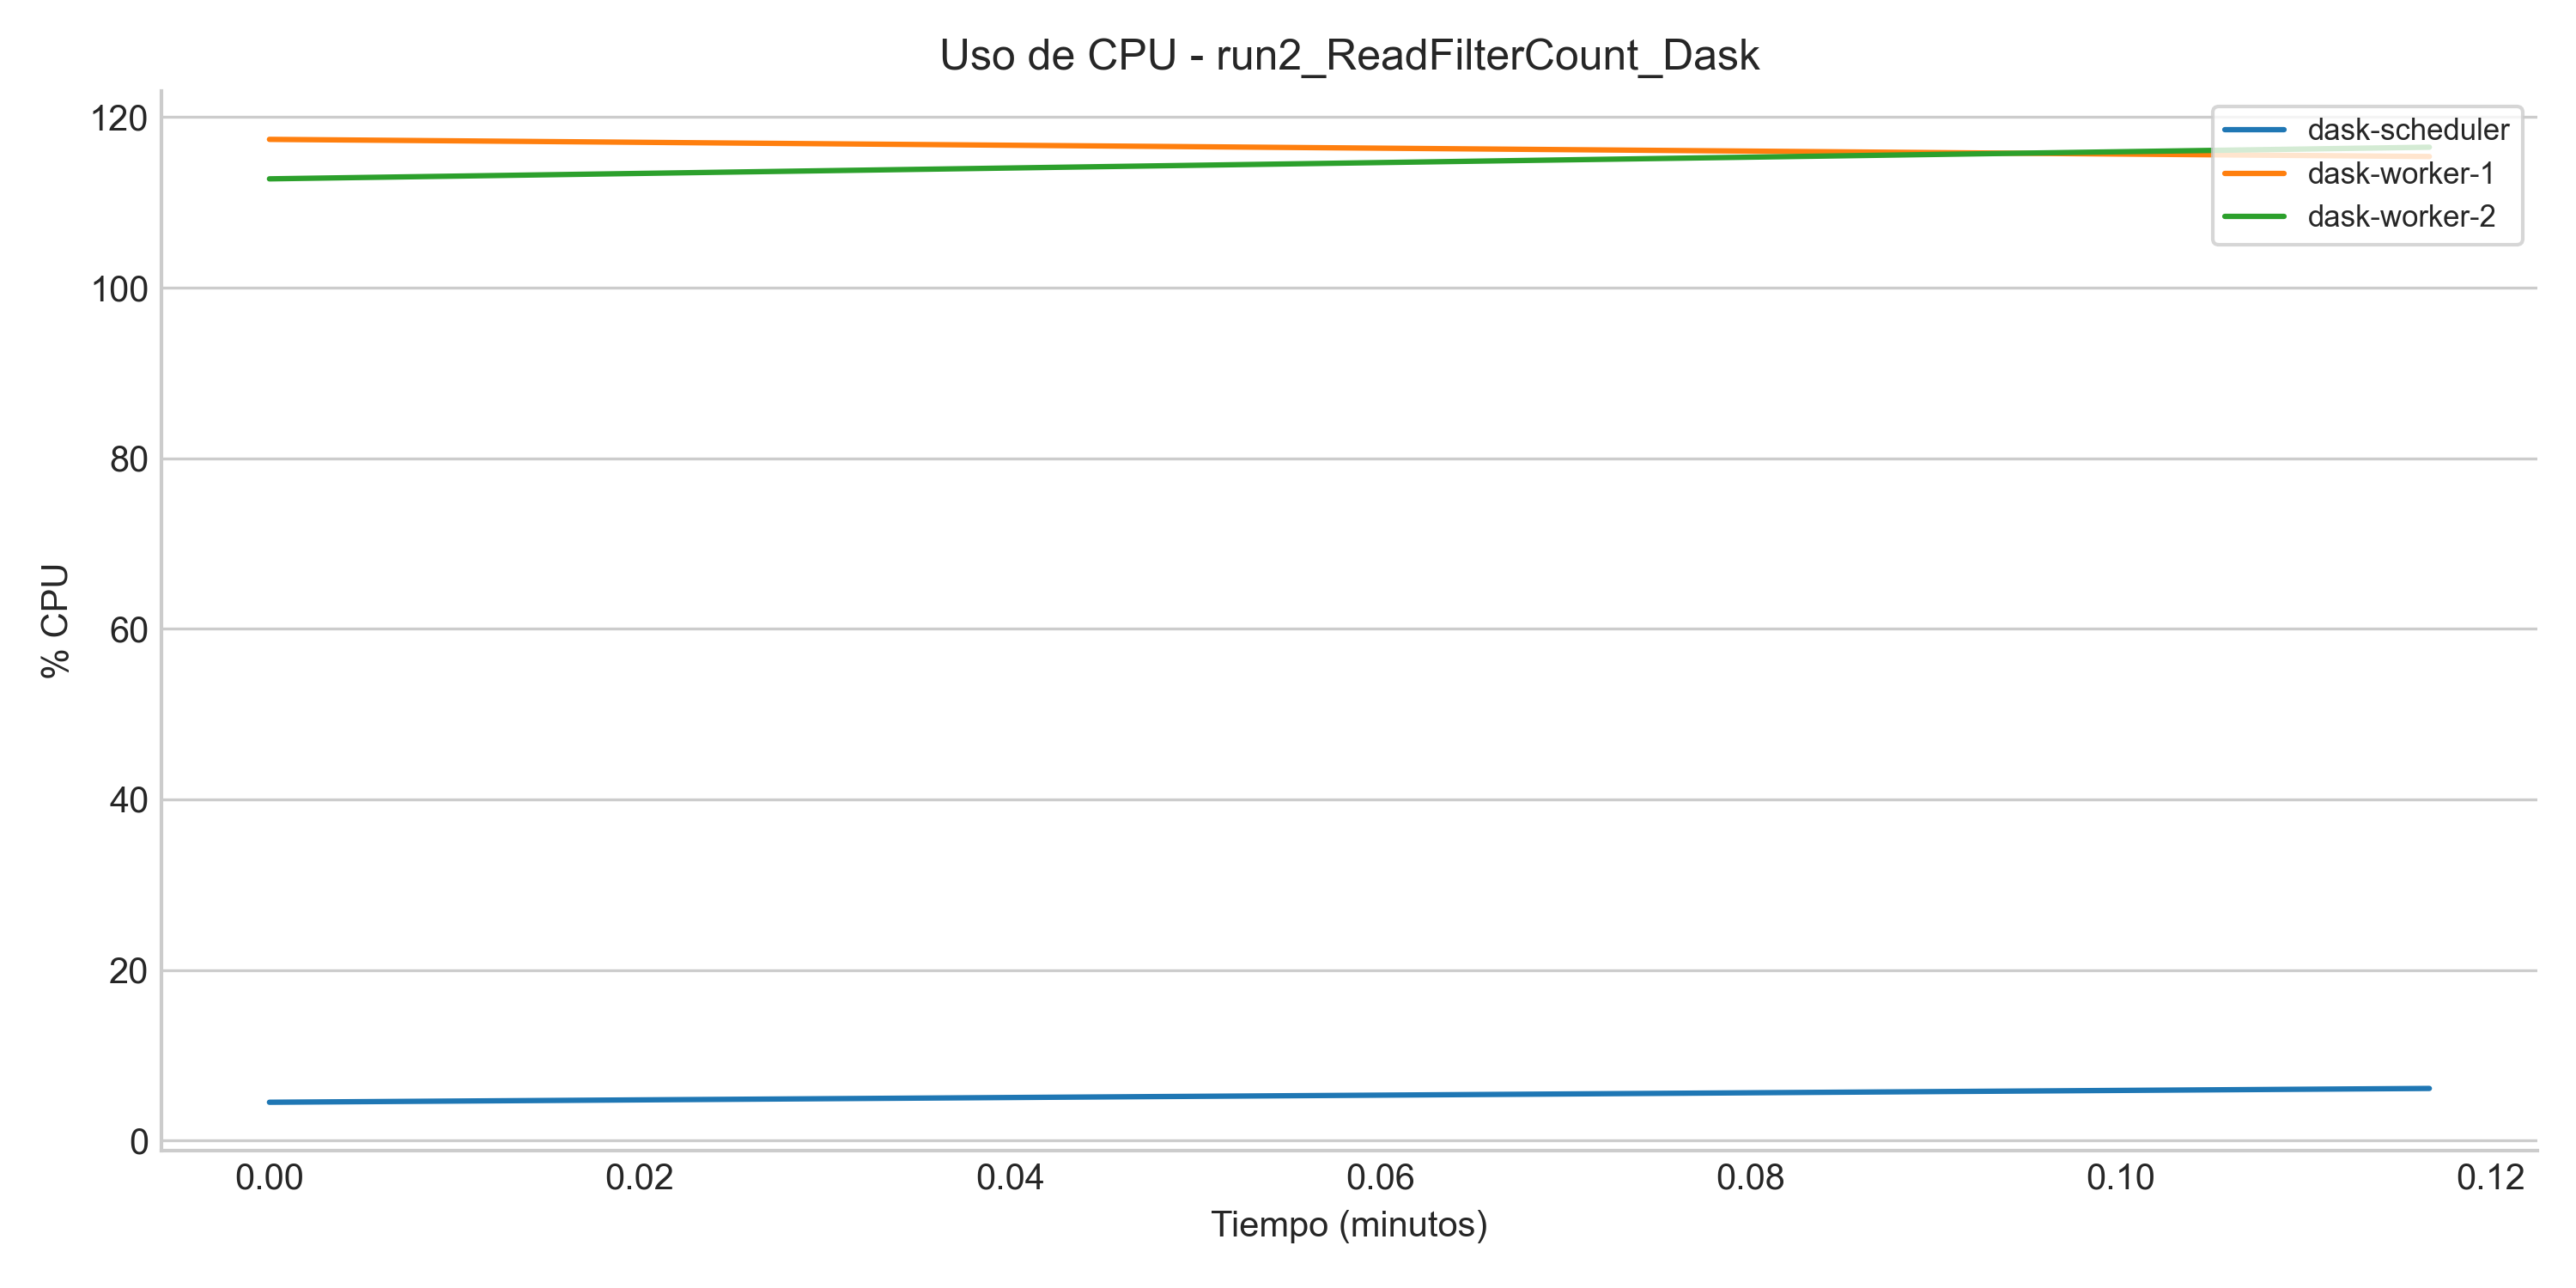 Uso de CPU - run2_ReadFilterCount_Dask
120
100
80
60
40
20
0
% CPU
dask-scheduler
dask-worker-1
dask-worker-2
0.00 0.02 0.04 0.06 0.08 0.10 0.12
Tiempo (minutos)